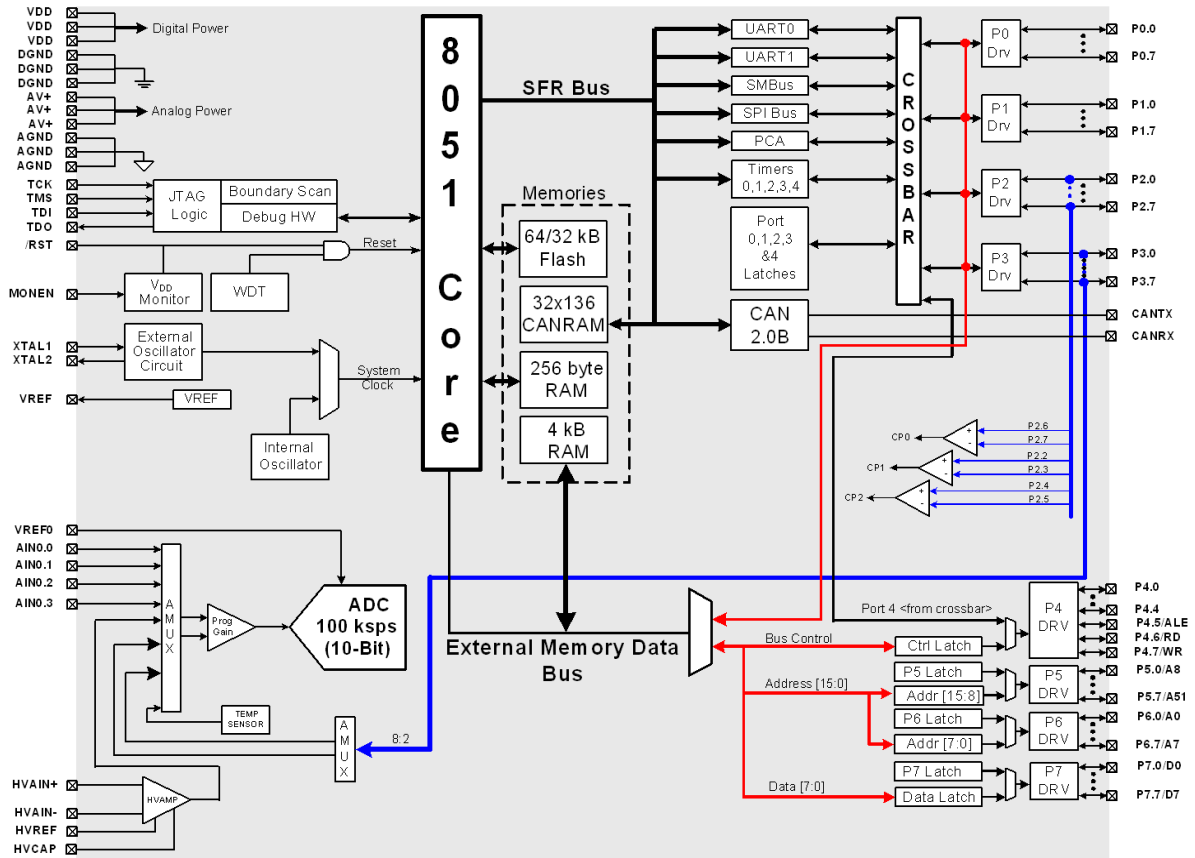 VDD
VDD
VDD
Digital Power
DGND
DGND
DGND
AV+
AV+
AV+
Analog Power
AGND
AGND
AGND
TCK
TMS
TDI
TDO
JTAG
Logic
Boundary Scan
Debug HW
/RST
Reset
VDD
Monitor
WDT
MONEN
XTAL1
XTAL2
External
Oscillator
Circuit
System
Clock
VREF
VREF
Internal
Oscillator
8
0
5
1
C
o
r
e
SFR Bus
Memories
64/32 kB
Flash
32x136
CANRAM
256 byte
RAM
4 kB
RAM
UART0
UART1
SMBus
SPI Bus
PCA
Timers
0,1,2,3,4
Port
0,1,2,3
&4
Latches
CAN
2.0B
C
R
O
S
S
B
A
R
P0
Drv
P1
Drv
P2
Drv
P3
Drv
P0.0
P0.7
P1.0
P1.7
P2.0
P2.7
P3.0
P3.7
CANTX
CANRX
CP0
+
-
P2.6
P2.7
CP1
+
-
P2.2
P2.3
CP2
+
-
P2.4
P2.5
VREF0
AIN0.0
AIN0.1
AIN0.2
AIN0.3
A
M
U
X
Prog
Gain
ADC
100 ksps
(10-Bit)
TEMP
SENSOR
A
M
U
X
8:2
HVAIN+
HVAIN-
HVREF
HVCAP
HVAMP
External Memory Data
Bus
Port 4 <from crossbar>
Bus Control
Ctrl Latch
Address [15:0]
P5 Latch
Addr [15:8]
P6 Latch
Addr [7:0]
P7 Latch
Data [7:0]
Data Latch
P4
DRV
P5
DRV
P6
DRV
P7
DRV
P4.0
P4.4
P4.5/ALE
P4.6/RD
P4.7/WR
P5.0/A8
P5.7/A51
P6.0/A0
P6.7/A7
P7.0/D0
P7.7/D7